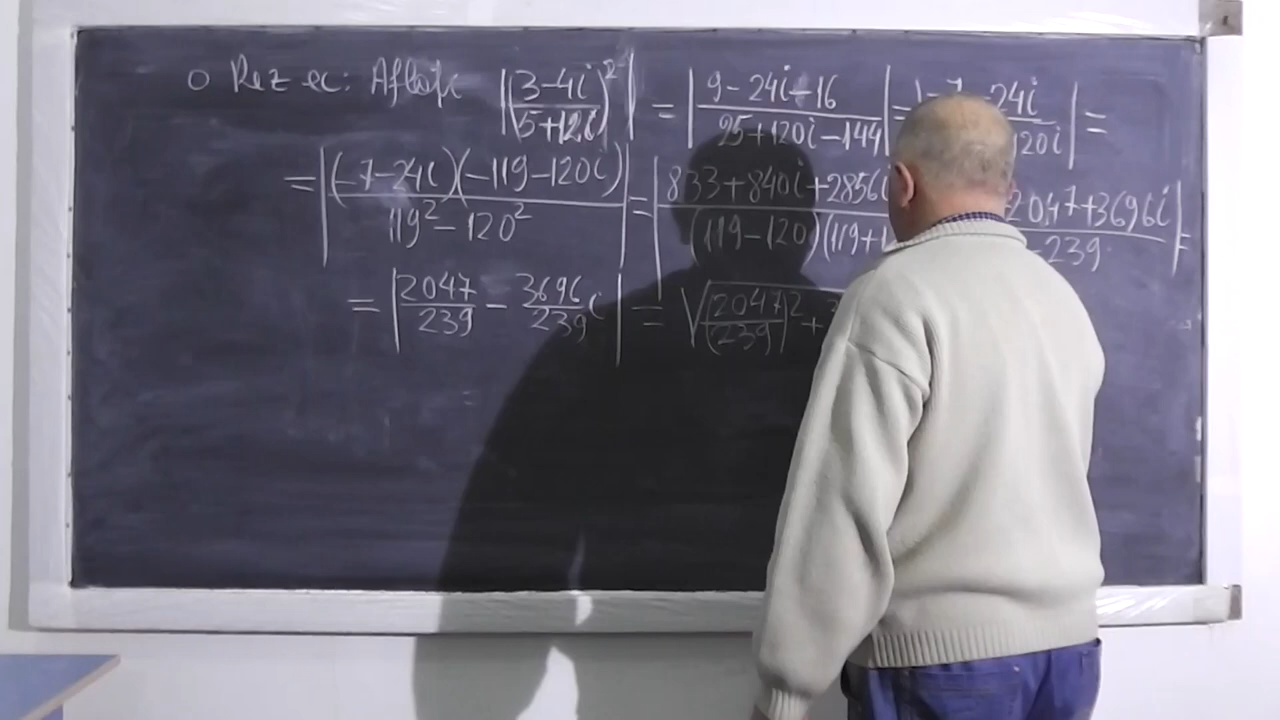 o Rez ec: Aflați |((3-4i)/(5+12i))²| = |(9-24i-16)/(25+120i-144)| = |-7-24i / 120i| =
= |(-7-24i)(-119-120i) / 119²-120²| = |833+840i+2856i / (119-120)(119+1 2047+3696i / -239| =
= |2047/239 - 3696/239 i| = √(2047/239)² +